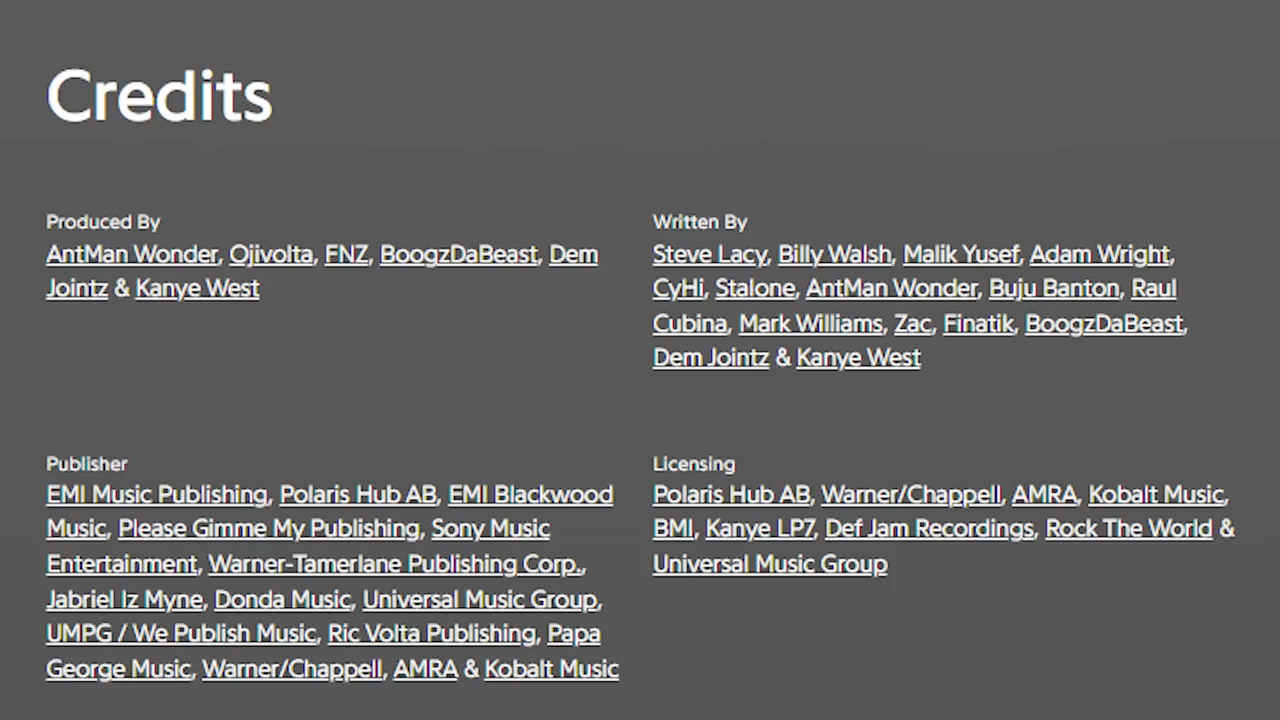 Credits
Produced By
AntMan Wonder, Ojivolta, FNZ, BoogzDaBeast, Dem
Jointz & Kanye West
Written By
Steve Lacy, Billy Walsh, Malik Yusef, Adam Wright,
CyHi, Stalone, AntMan Wonder, Buju Banton, Raul
Cubina, Mark Williams, Zac, Finatik, BoogzDaBeast,
Dem Jointz & Kanye West
Publisher
EMI Music Publishing, Polaris Hub AB, EMI Blackwood
Music, Please Gimme My Publishing, Sony Music
Entertainment, Warner-Tamerlane Publishing Corp.,
Jabriel Iz Myne, Donda Music, Universal Music Group,
UMPG / We Publish Music, Ric Volta Publishing, Papa
George Music, Warner/Chappell, AMRA & Kobalt Music
Licensing
Polaris Hub AB, Warner/Chappell, AMRA, Kobalt Music,
BMI, Kanye LP7, Def Jam Recordings, Rock The World &
Universal Music Group